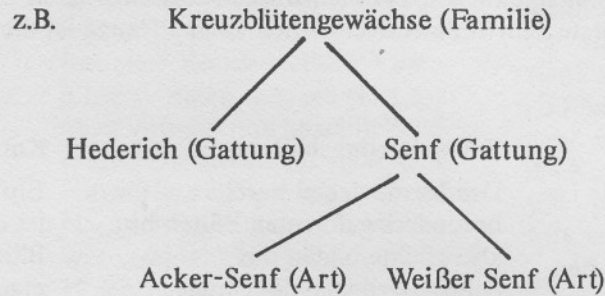 z.B. Kreuzblütengewächse (Familie)
Hederich (Gattung) Senf (Gattung)
Acker-Senf (Art) Weißer Senf (Art)